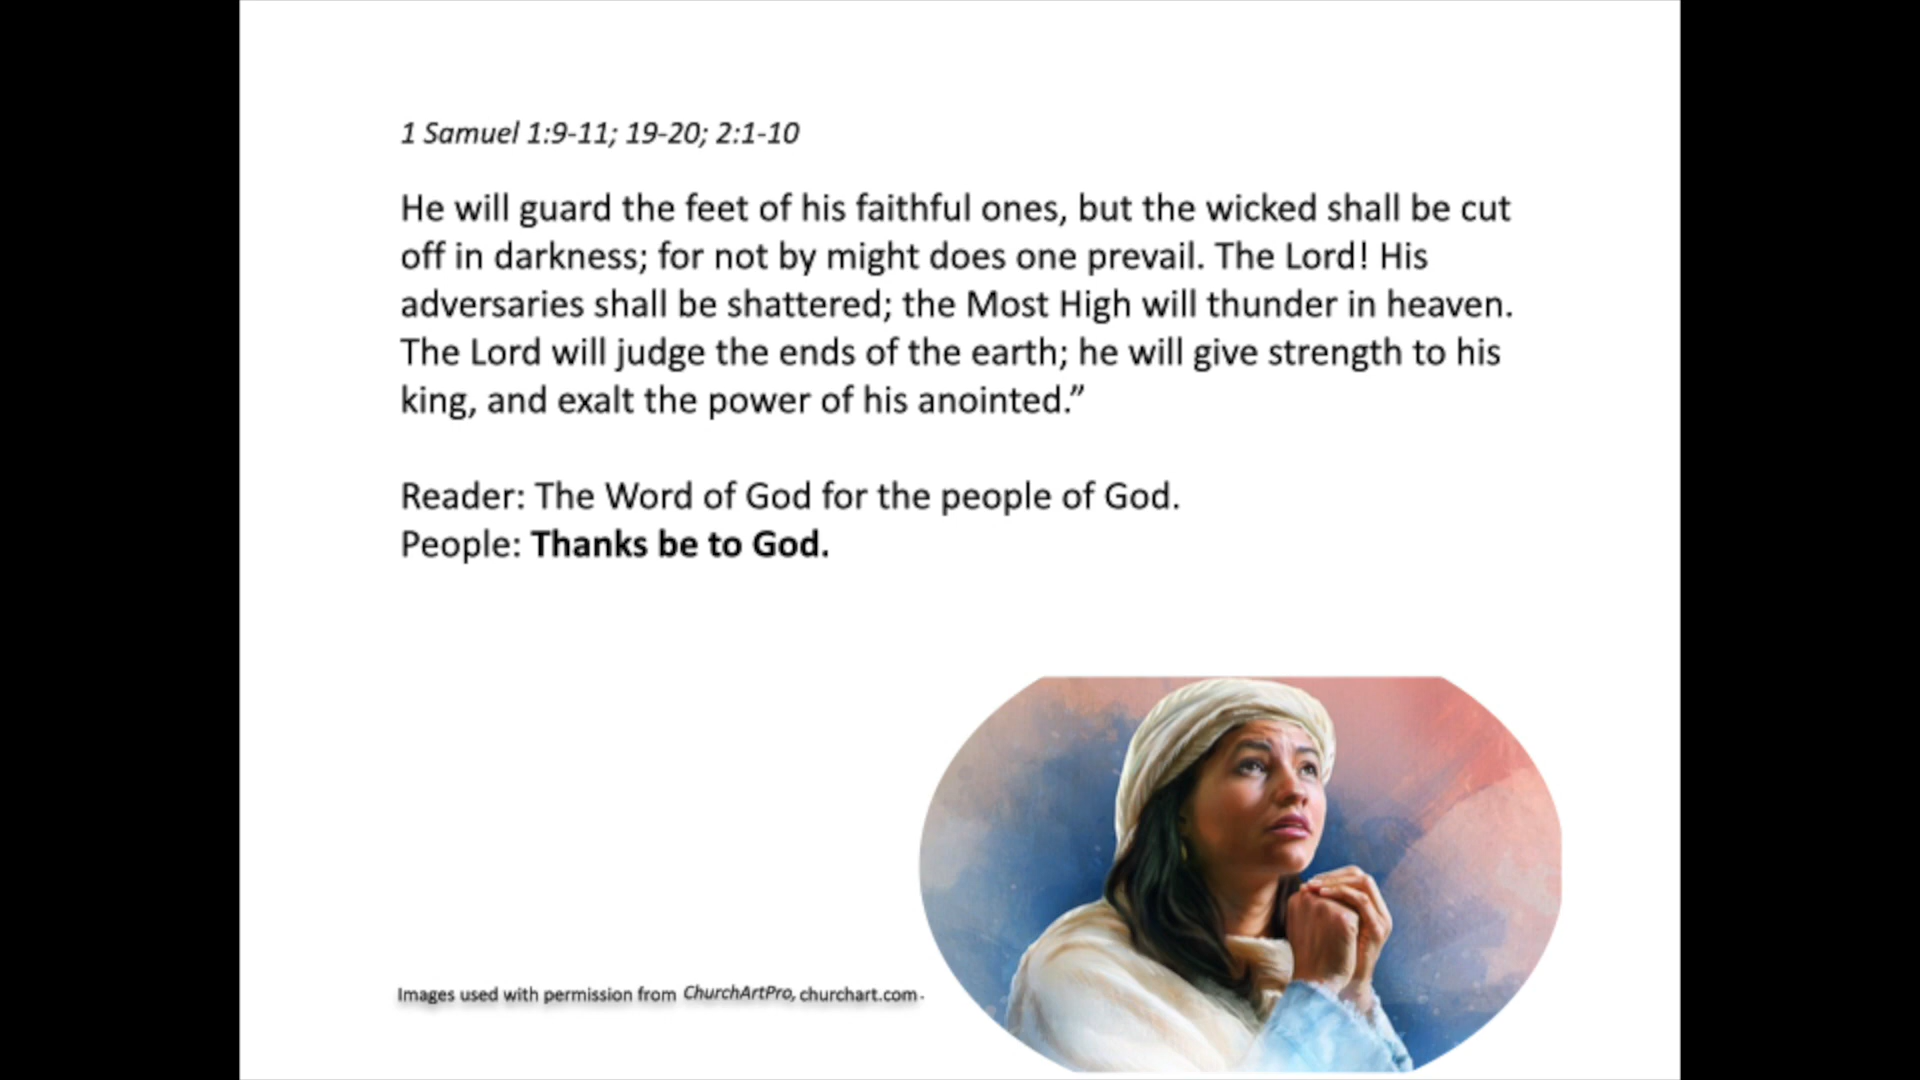 1 Samuel 1:9-11; 19-20; 2:1-10
He will guard the feet of his faithful ones, but the wicked shall be cut
off in darkness; for not by might does one prevail. The Lord! His
adversaries shall be shattered; the Most High will thunder in heaven.
The Lord will judge the ends of the earth; he will give strength to his
king, and exalt the power of his anointed.”
Reader: The Word of God for the people of God.
People: Thanks be to God.
Images used with permission from ChurchArtPro, churchart.com.